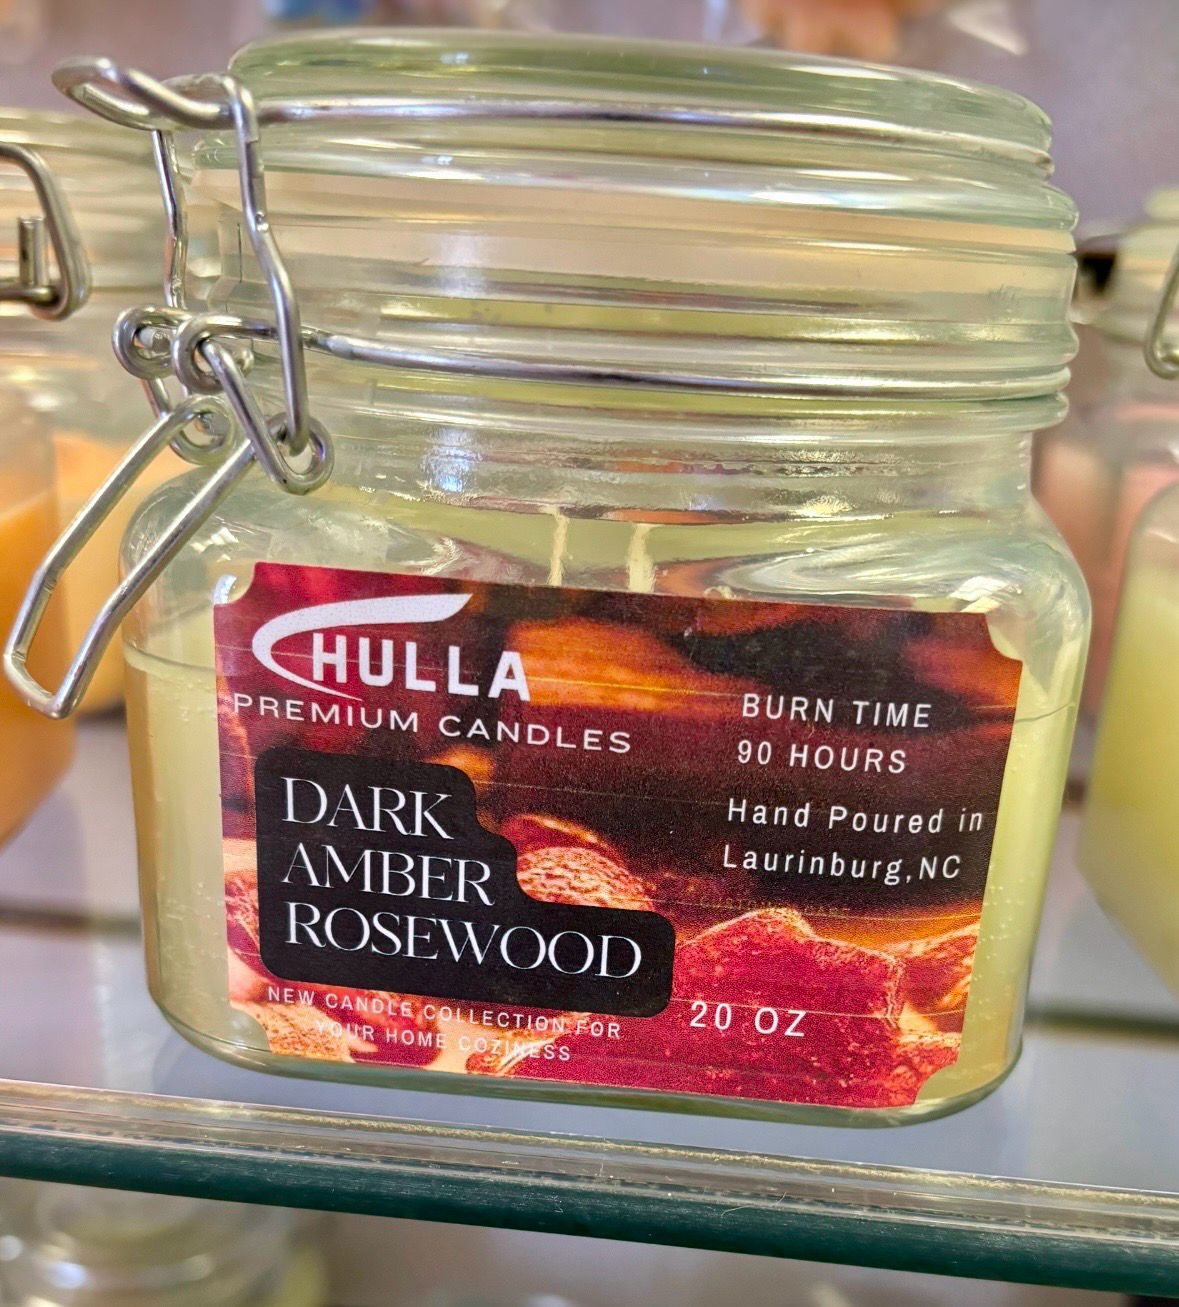 CHULLA
PREMIUM CANDLES
DARK
AMBER
ROSEWOOD
NEW CANDLE COLLECTION FOR
YOUR HOME COZINESS
BURN TIME
90 HOURS
Hand Poured in
Laurinburg, NC
20 OZ